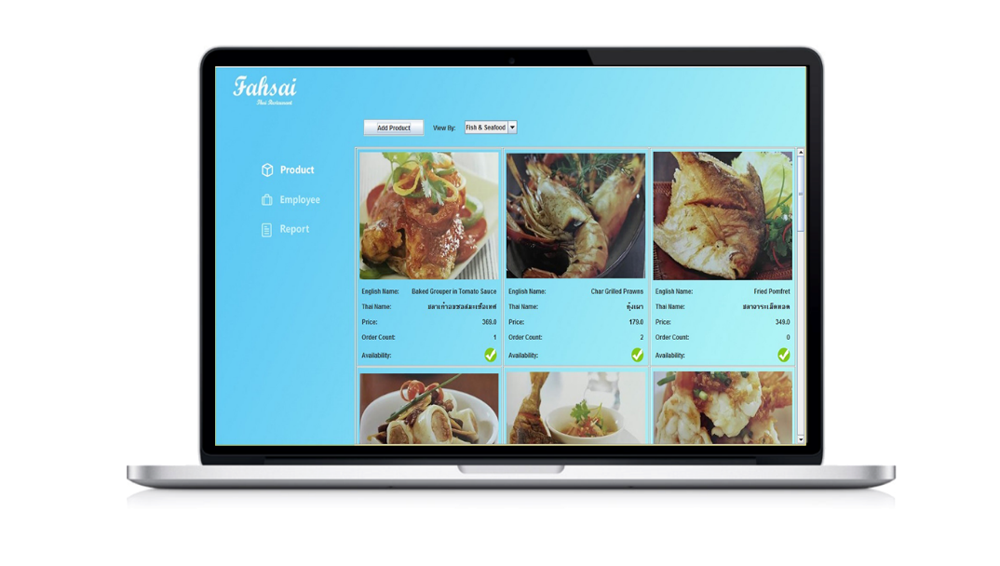 Fahsai
Thai Restaurant
Add Product
View By:
Fish & Seafood
Product
Employee
Report
English Name: Baked Grouper in Tomato Sauce
Thai Name: ปลาเก๋าอบซอสมะเขือเทศ
Price: 369.0
Order Count: 1
Availability:
English Name: Char Grilled Prawns
Thai Name: กุ้งเผา
Price: 179.0
Order Count: 2
Availability:
English Name: Fried Pomfret
Thai Name: ปลาจาระเม็ดทอด
Price: 349.0
Order Count: 0
Availability: